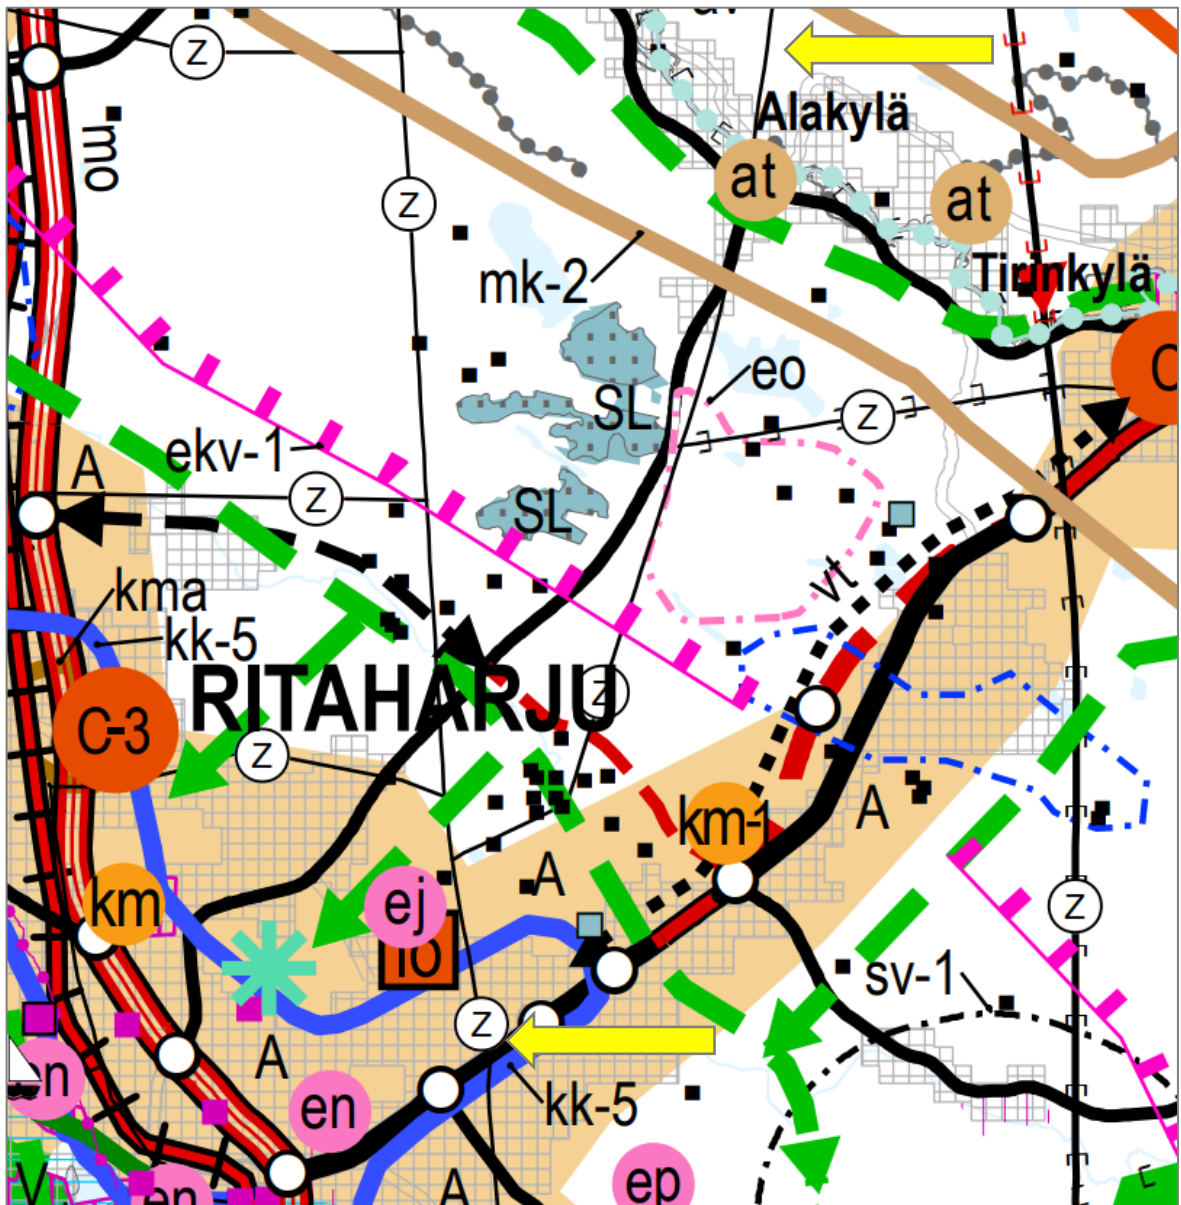 Z
Alakylä
mo
at
at
Z
Tirinkylä
mk-2
eo
SL
Z
ekv-1
A
Z
SL
kma
vt
kk-5
RITAHARJU
Z
C-3
Z
km-1
A
A
km
ej
Z
sv-1
Z
A
en
kk-5
en
ep
A